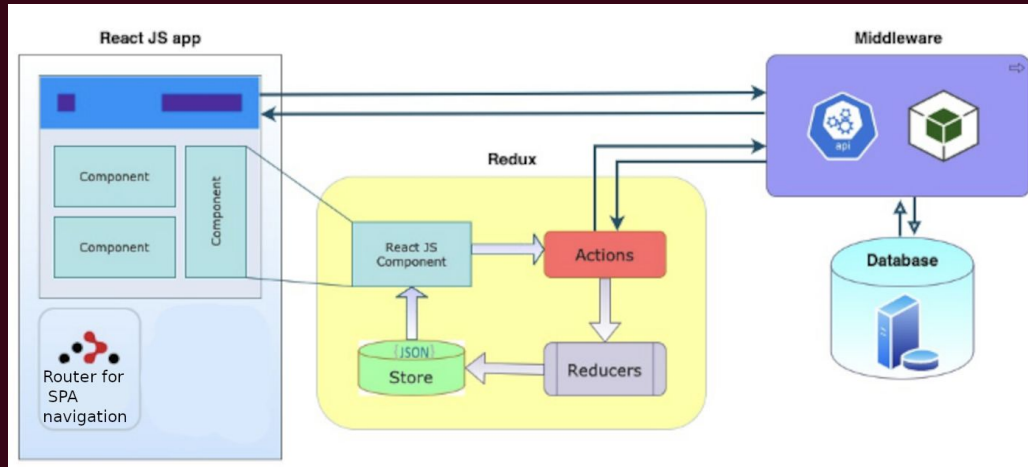 React JS app
Middleware
api
Redux
Component
Component
Component
React JS
Component
Actions
Database
{JSON}
Store
Reducers
Router for
SPA
navigation